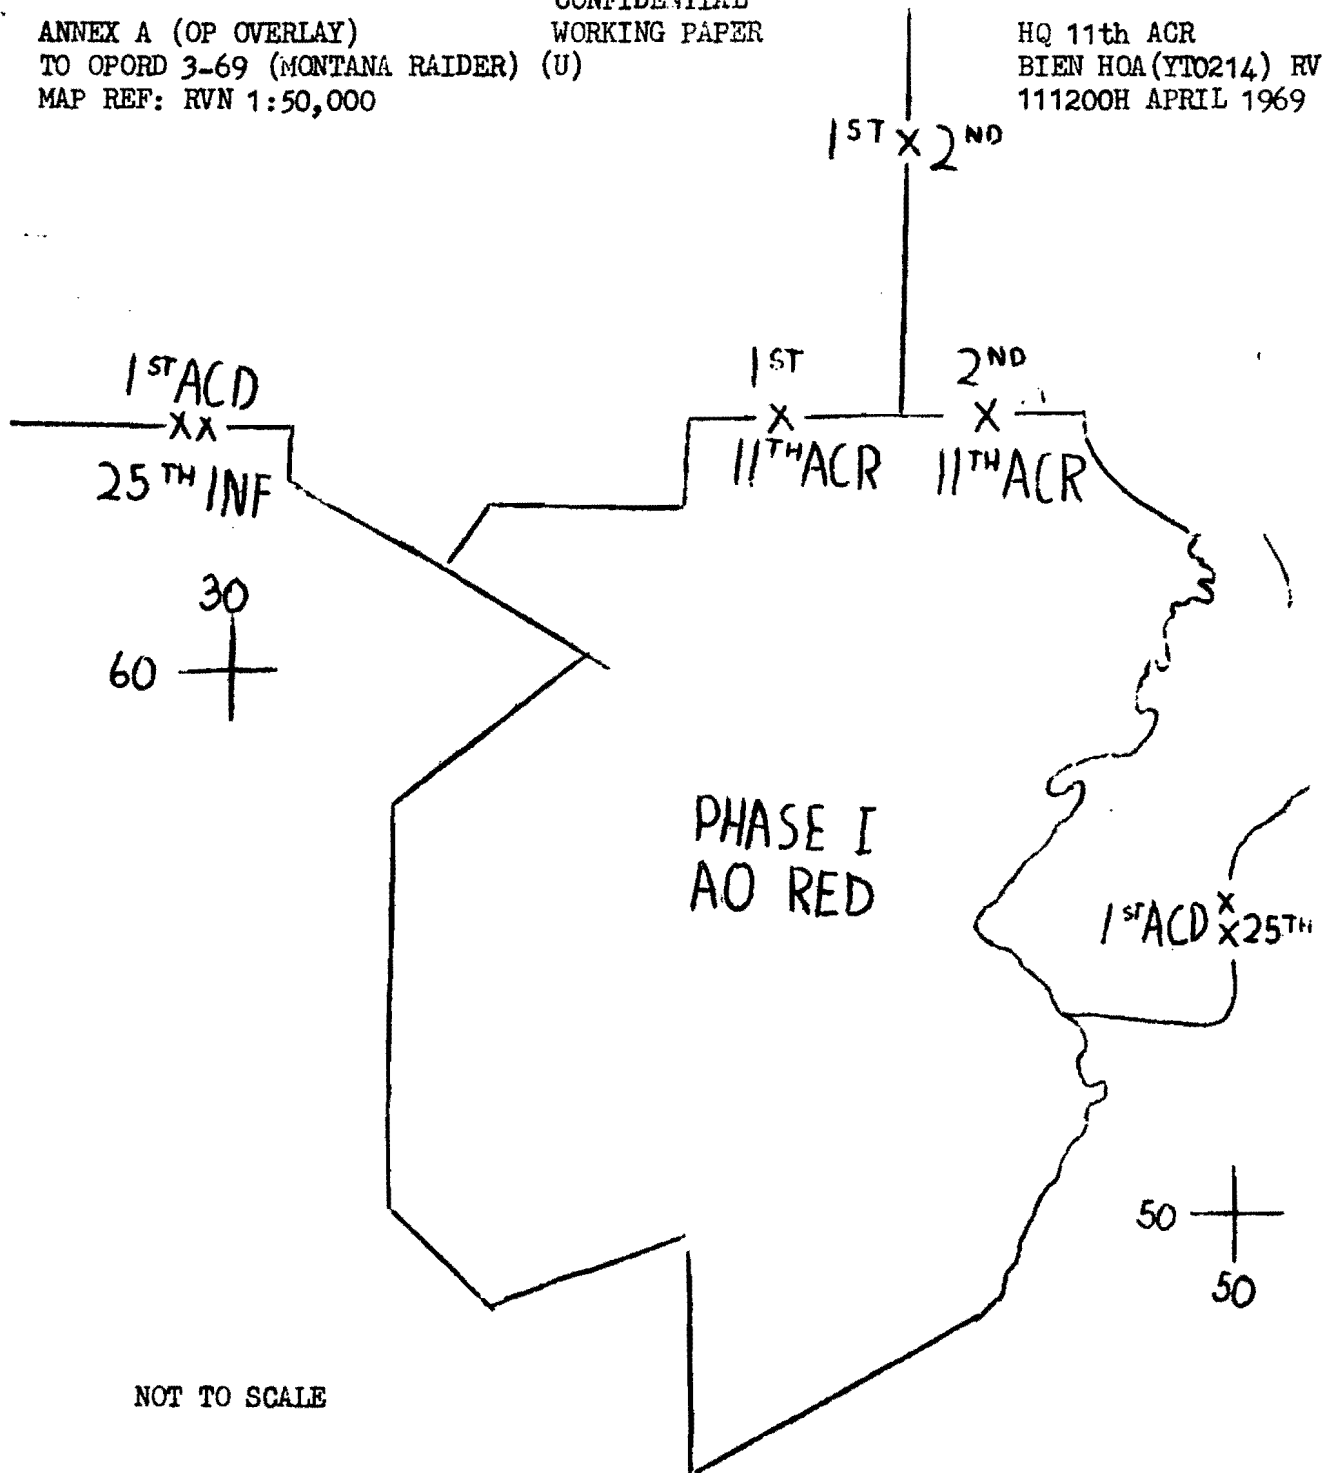 CONFIDENTIAL
ANNEX A (OP OVERLAY)
WORKING PAPER
HQ 11th ACR
TO OPORD 3-69 (MONTANA RAIDER) (U)
BIEN HOA(YT0214) RV
MAP REF: RVN 1:50,000
111200H APRIL 1969
1ST X 2ND
1ST ACD
XX
25TH INF
1ST
X
11TH ACR
2ND
X
11TH ACR
30
60
PHASE I
AO RED
1ST ACD XX 25TH
50
50
NOT TO SCALE